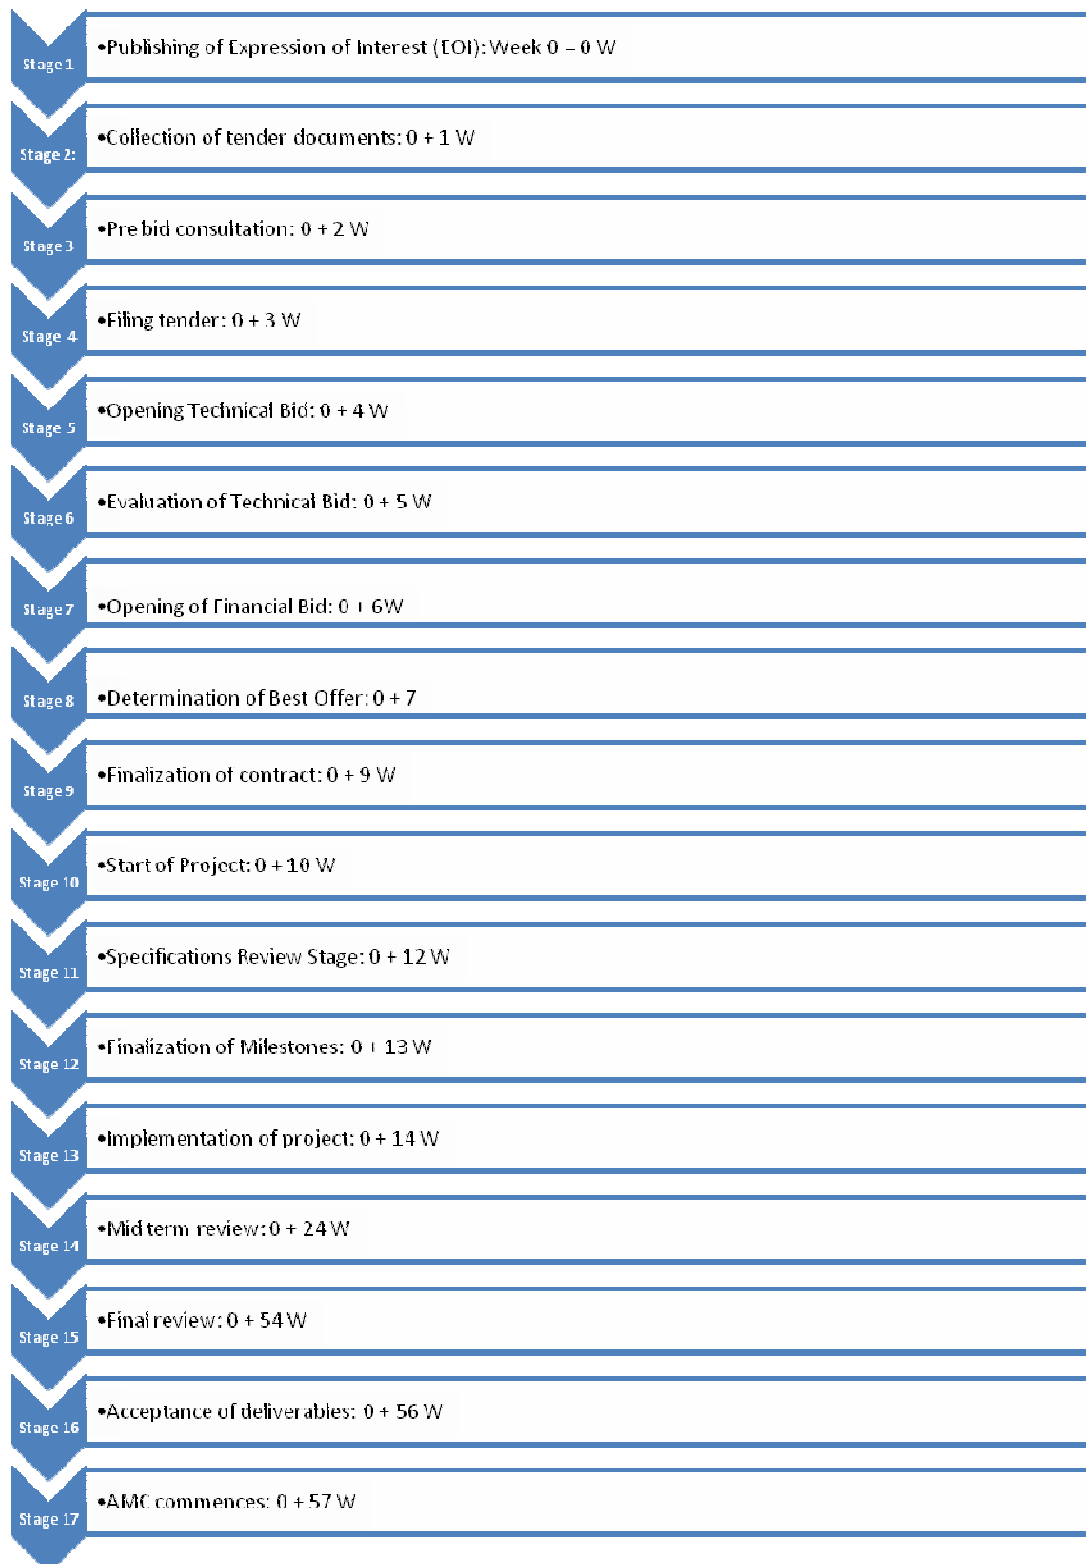 Stage 1
•Publishing of Expression of Interest (EOI): Week 0 – 0 W
Stage 2:
•Collection of tender documents: 0 + 1 W
Stage 3
•Pre bid consultation: 0 + 2 W
Stage 4
•Filing tender: 0 + 3 W
Stage 5
•Opening Technical Bid: 0 + 4 W
Stage 6
•Evaluation of Technical Bid: 0 + 5 W
Stage 7
•Opening of Financial Bid: 0 + 6W
Stage 8
•Determination of Best Offer: 0 + 7
Stage 9
•Finalization of contract: 0 + 9 W
Stage 10
•Start of Project: 0 + 10 W
Stage 11
•Specifications Review Stage: 0 + 12 W
Stage 12
•Finalization of Milestones: 0 + 13 W
Stage 13
•Implementation of project: 0 + 14 W
Stage 14
•Mid term review: 0 + 24 W
Stage 15
•Final review: 0 + 54 W
Stage 16
•Acceptance of deliverables: 0 + 56 W
Stage 17
•AMC commences: 0 + 57 W